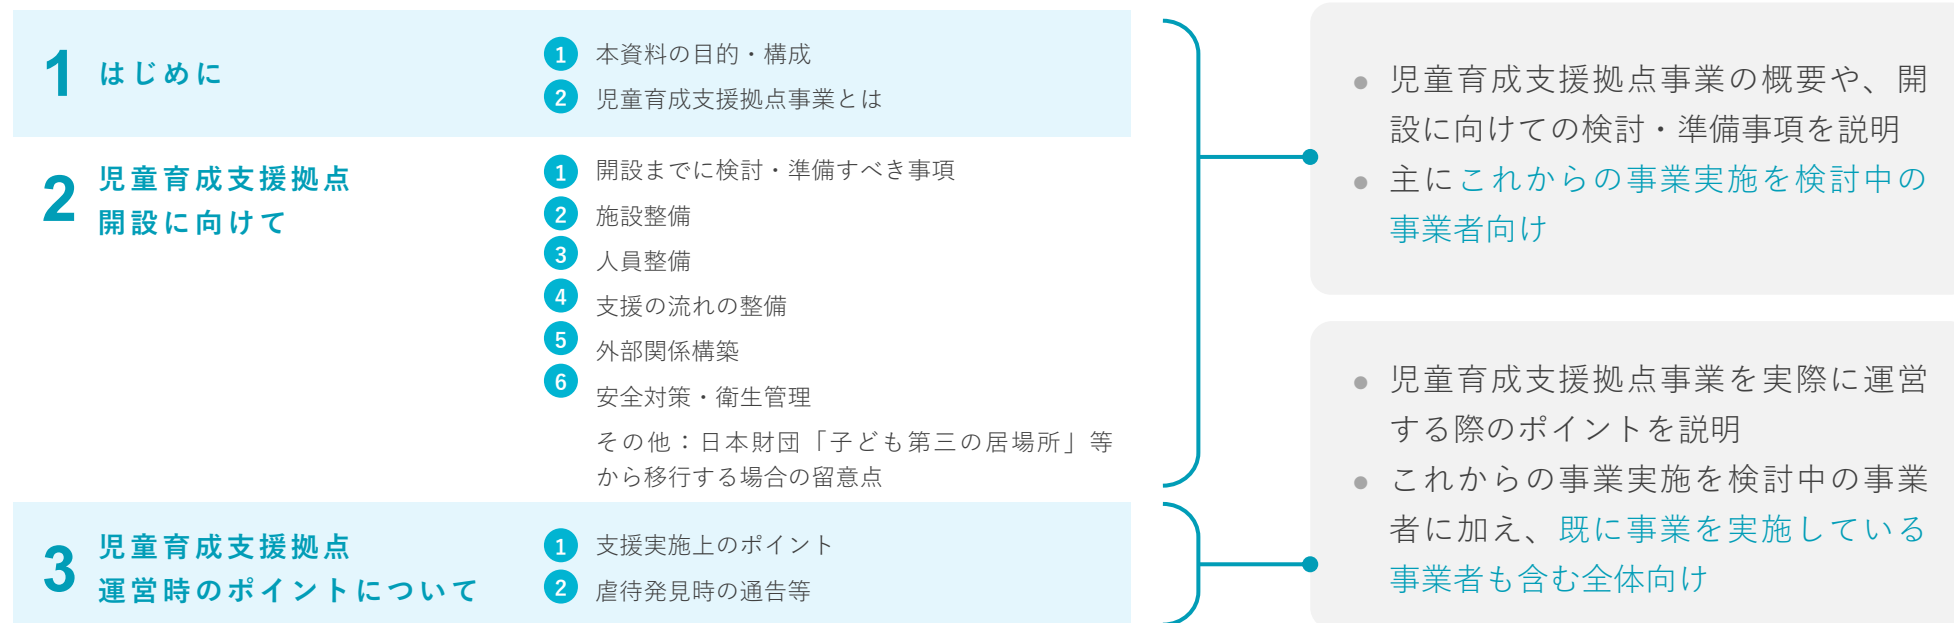 1 はじめに
1 本資料の目的・構成
2 児童育成支援拠点事業とは
2 児童育成支援拠点
開設に向けて
1 開設までに検討・準備すべき事項
2 施設整備
3 人員整備
4 支援の流れの整備
5 外部関係構築
6 安全対策・衛生管理
その他：日本財団「子ども第三の居場所」等
から移行する場合の留意点
3 児童育成支援拠点
運営時のポイントについて
1 支援実施上のポイント
2 虐待発見時の通告等
● 児童育成支援拠点事業の概要や、開
設に向けての検討・準備事項を説明
● 主にこれからの事業実施を検討中の
事業者向け
● 児童育成支援拠点事業を実際に運営
する際のポイントを説明
● これからの事業実施を検討中の事業
者に加え、既に事業を実施している
事業者も含む全体向け